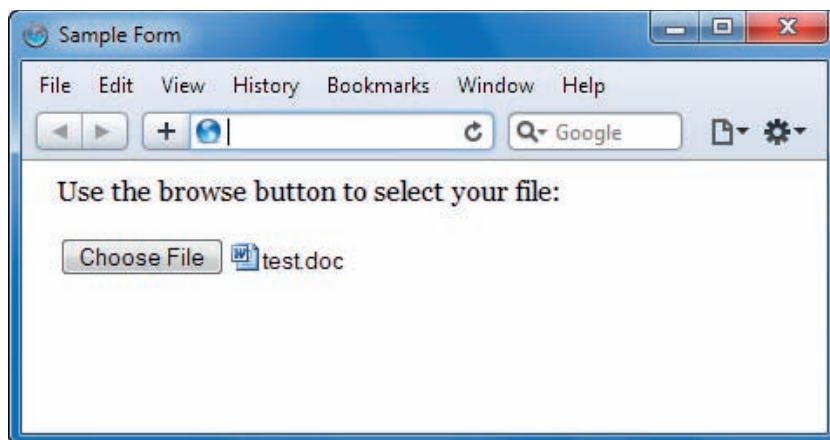 Sample Form
File Edit View History Bookmarks Window Help
Google
Use the browse button to select your file:
Choose File test.doc